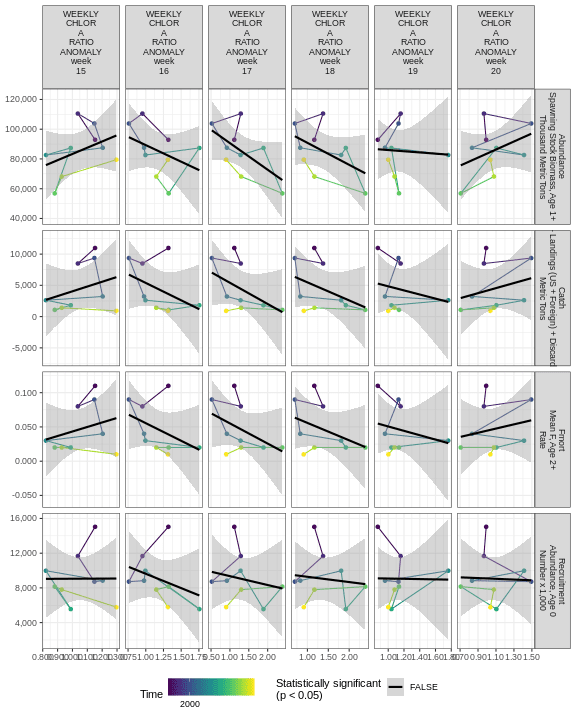 WEEKLY
CHLOR
A
RATIO
ANOMALY
week
15
WEEKLY
CHLOR
A
RATIO
ANOMALY
week
16
WEEKLY
CHLOR
A
RATIO
ANOMALY
week
17
WEEKLY
CHLOR
A
RATIO
ANOMALY
week
18
WEEKLY
CHLOR
A
RATIO
ANOMALY
week
19
WEEKLY
CHLOR
A
RATIO
ANOMALY
week
20
120,000
100,000
80,000
60,000
40,000
Abundance
Spawning Stock Biomass, Age 1+
Thousand Metric Tons
10,000
5,000
0
-5,000
Catch
Landings (US + Foreign) + Discard
Metric Tons
0.100
0.050
0.000
-0.050
Fmort
Mean F, Age 2+
Rate
16,000
12,000
8,000
4,000
Recruitment
Abundance, Age 0
Number x 1,000
1.00 1.25 1.50 1.75
1.00 1.50 2.00
1.00 1.50 2.00
1.00 1.20 1.40 1.60
0.70 0.90 1.10 1.30 1.50
Time
2000
Statistically significant
(p < 0.05)
FALSE